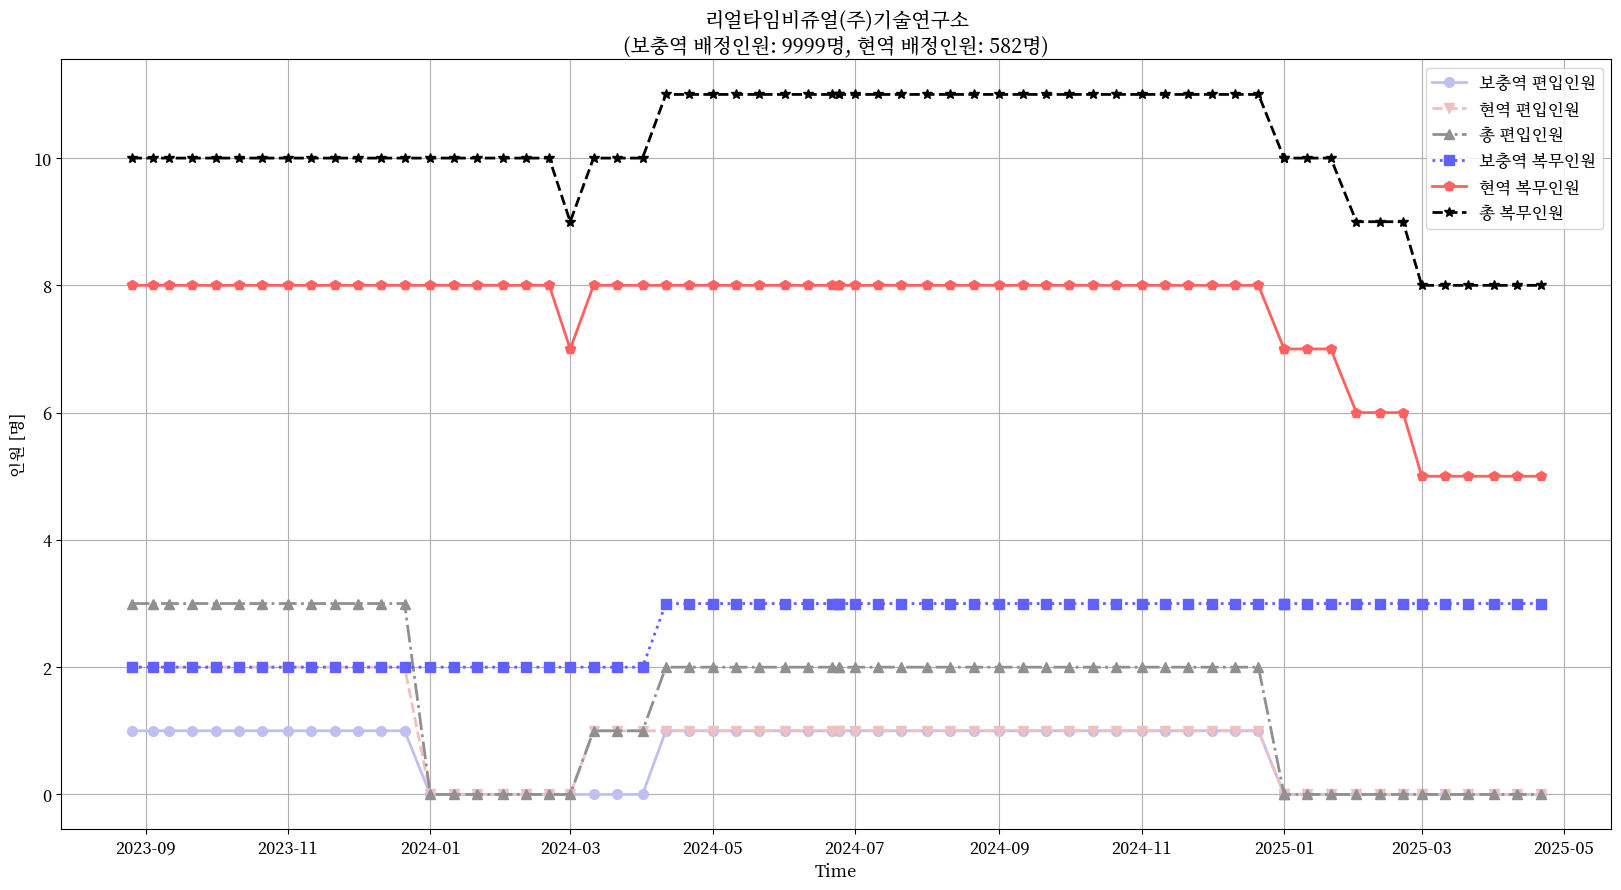 리얼타임비쥬얼(주)기술연구소
(보충역 배정인원: 9999명, 현역 배정인원: 582명)
보충역 편입인원
현역 편입인원
총 편입인원
보충역 복무인원
현역 복무인원
총 복무인원
인원 [명]
10
8
6
4
2
0
2023-09
2023-11
2024-01
2024-03
2024-05
2024-07
2024-09
2024-11
2025-01
2025-03
2025-05
Time